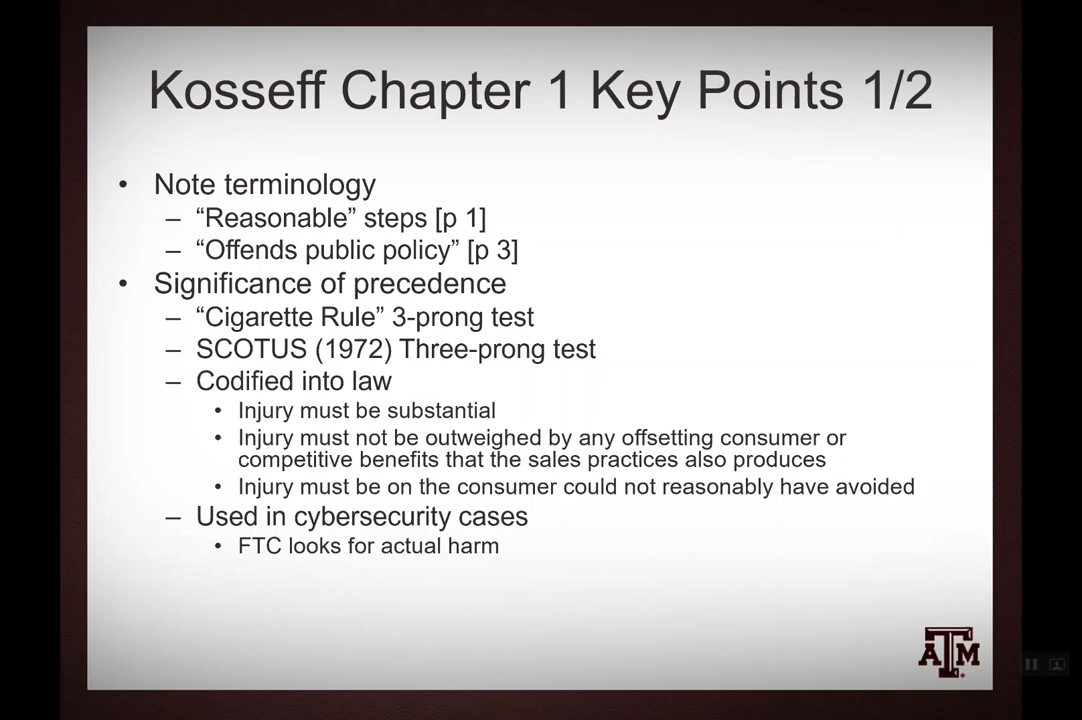 Kosseff Chapter 1 Key Points 1/2
• Note terminology
– “Reasonable” steps [p 1]
– “Offends public policy” [p 3]
• Significance of precedence
– “Cigarette Rule” 3-prong test
– SCOTUS (1972) Three-prong test
– Codified into law
• Injury must be substantial
• Injury must not be outweighed by any offsetting consumer or
competitive benefits that the sales practices also produces
• Injury must be on the consumer could not reasonably have avoided
– Used in cybersecurity cases
• FTC looks for actual harm
ATM